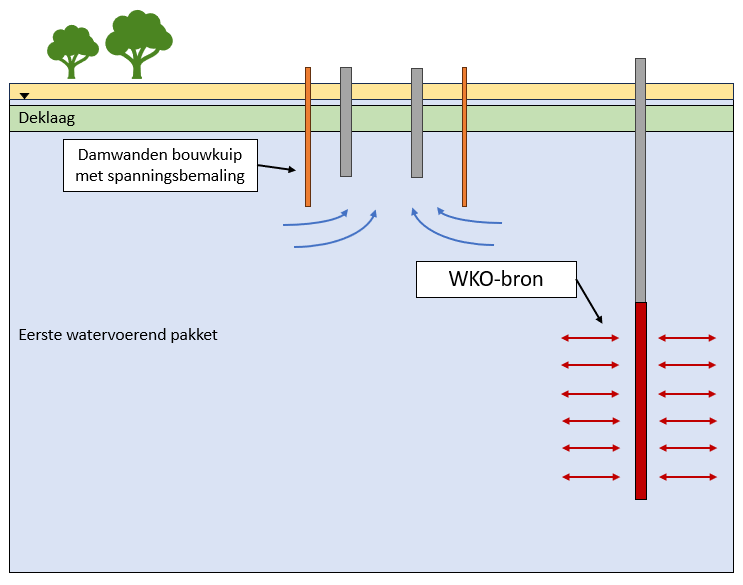 Deklaag
Damwanden bouwkuip
met spanningsbemaling
WKO-bron
Eerste watervoerend pakket